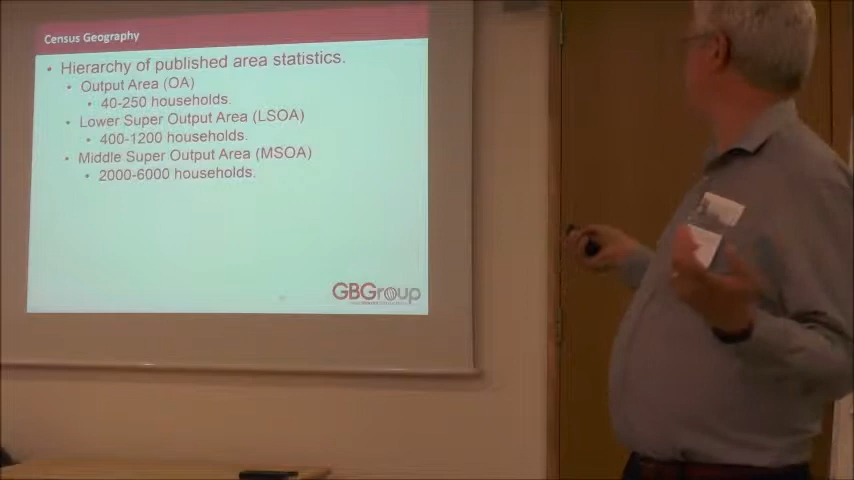 Census Geography
• Hierarchy of published area statistics.
• Output Area (OA)
• 40-250 households.
• Lower Super Output Area (LSOA)
• 400-1200 households.
• Middle Super Output Area (MSOA)
• 2000-6000 households.
GBGroup